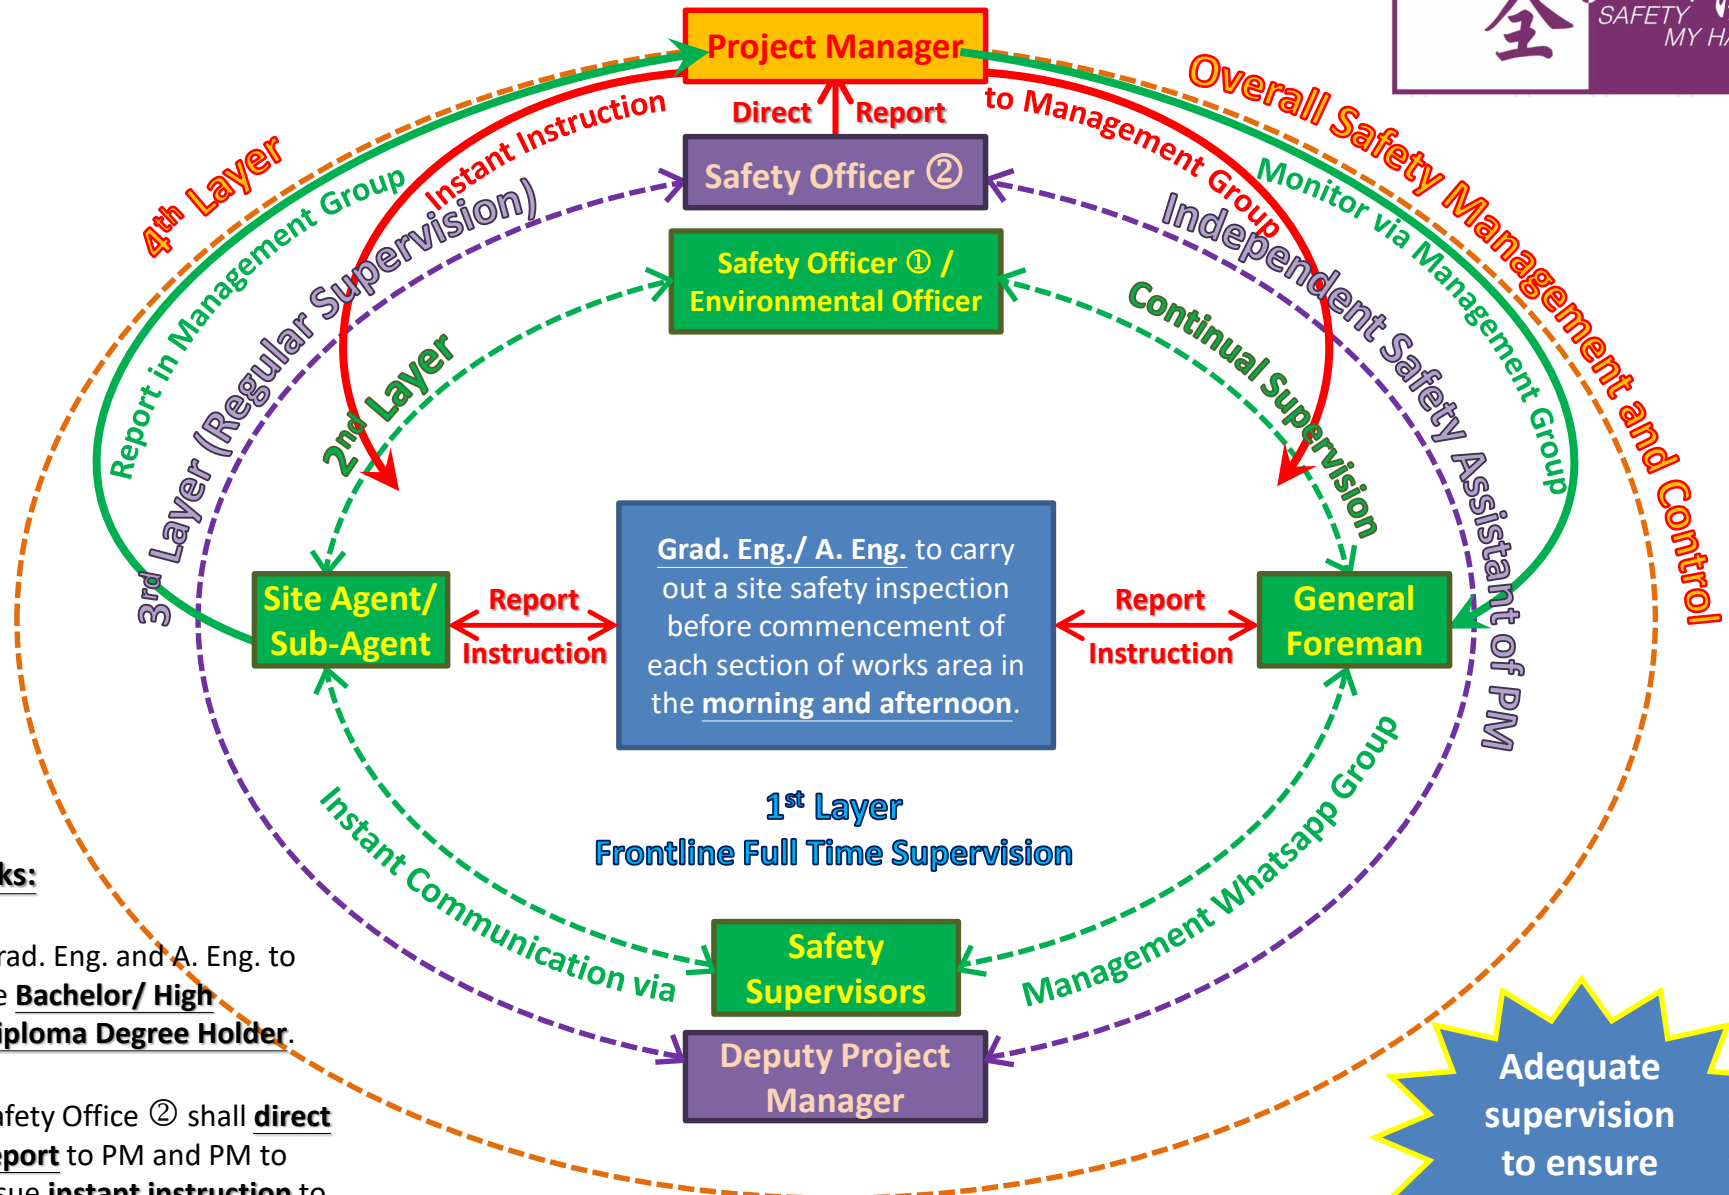 全
SAFETY
MY HA
Project Manager
Direct Report
Safety Officer ②
Safety Officer ① /
Environmental Officer
Instant Instruction
to Management Group
4th Layer
Overall Safety Management and Control
Report in Management Group
Monitor via Management Group
3rd Layer (Regular Supervision)
Independent Safety Assistant of PM
2nd Layer
Continual Supervision
Site Agent/
Sub-Agent
Report
Instruction
Grad. Eng./ A. Eng. to carry
out a site safety inspection
before commencement of
each section of works area in
the morning and afternoon.
Report
Instruction
General
Foreman
1st Layer
Frontline Full Time Supervision
Instant Communication via
Management Whatsapp Group
Safety
Supervisors
Deputy Project
Manager
ks:
rad. Eng. and A. Eng. to
e Bachelor/ High
iploma Degree Holder.
afety Office ② shall direct
eport to PM and PM to
sue instant instruction to
Adequate
supervision
to ensure